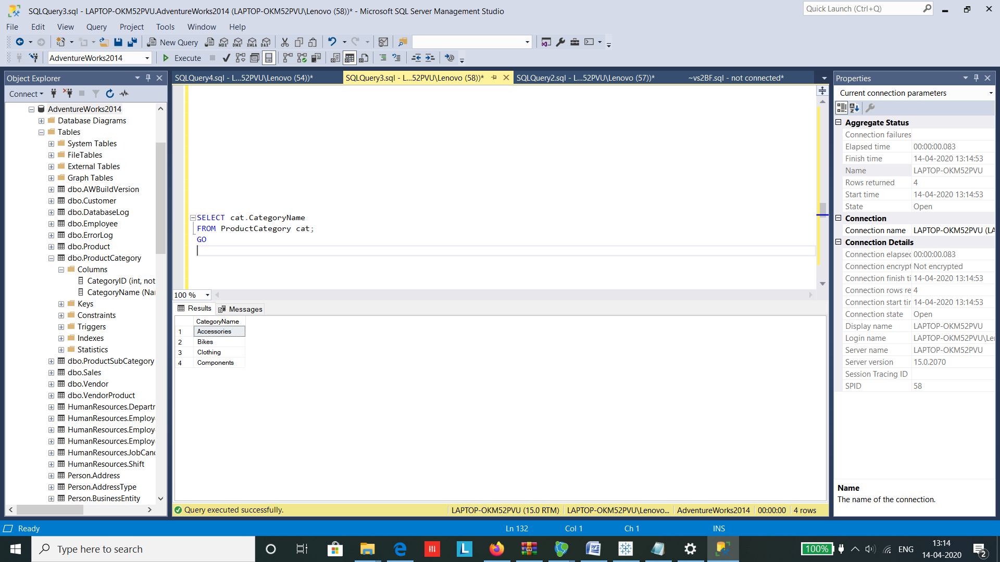 SQLQuery3.sql - LAPTOP-OKM52PVU.AdventureWorks2014 (LAPTOP-OKM52PVU\Lenovo (58))* - Microsoft SQL Server Management Studio
Quick Launch (Ctrl+Q)
File Edit View Query Project Tools Window Help
New Query MDX DMX XMLA DAX
AdventureWorks2014 Execute
Object Explorer
Connect
AdventureWorks2014
Database Diagrams
Tables
System Tables
FileTables
External Tables
Graph Tables
dbo.AWBuildVersion
dbo.Customer
dbo.DatabaseLog
dbo.Employee
dbo.ErrorLog
dbo.Product
dbo.ProductCategory
Columns
CategoryID (int, not
CategoryName (Nar
Keys
Constraints
Triggers
Indexes
Statistics
dbo.ProductSubCategory
dbo.Sales
dbo.Vendor
dbo.VendorProduct
HumanResources.Departr
HumanResources.Employe
HumanResources.Employe
HumanResources.Employe
HumanResources.JobCanc
HumanResources.Shift
Person.Address
Person.AddressType
Person.BusinessEntity
SQLQuery4.sql - L...52PVU\Lenovo (54))* SQLQuery3.sql - L...52PVU\Lenovo (58))* SQLQuery2.sql - L...52PVU\Lenovo (57))* ~vs2BF.sql - not connected*
SELECT cat.CategoryName
FROM ProductCategory cat;
GO
100 %
Results Messages
CategoryName
1 Accessories
2 Bikes
3 Clothing
4 Components
Query executed successfully. LAPTOP-OKM52PVU (15.0 RTM) LAPTOP-OKM52PVU\Lenovo... AdventureWorks2014 00:00:00 4 rows
Properties
Current connection parameters
Aggregate Status
Connection failures
Elapsed time 00:00:00.083
Finish time 14-04-2020 13:14:53
Name LAPTOP-OKM52PVU
Rows returned 4
Start time 14-04-2020 13:14:53
State Open
Connection
Connection name LAPTOP-OKM52PVU (LA
Connection Details
Connection elapsec 00:00:00.083
Connection encrypt Not encrypted
Connection finish ti 14-04-2020 13:14:53
Connection rows re 4
Connection start tir 14-04-2020 13:14:53
Connection state Open
Display name LAPTOP-OKM52PVU
Login name LAPTOP-OKM52PVU\Lei
Server name LAPTOP-OKM52PVU
Server version 15.0.2070
Session Tracing ID
SPID 58
Name
The name of the connection.
Ready Ln 132 Col 1 Ch 1 INS
Type here to search
100% ENG 13:14
14-04-2020 2